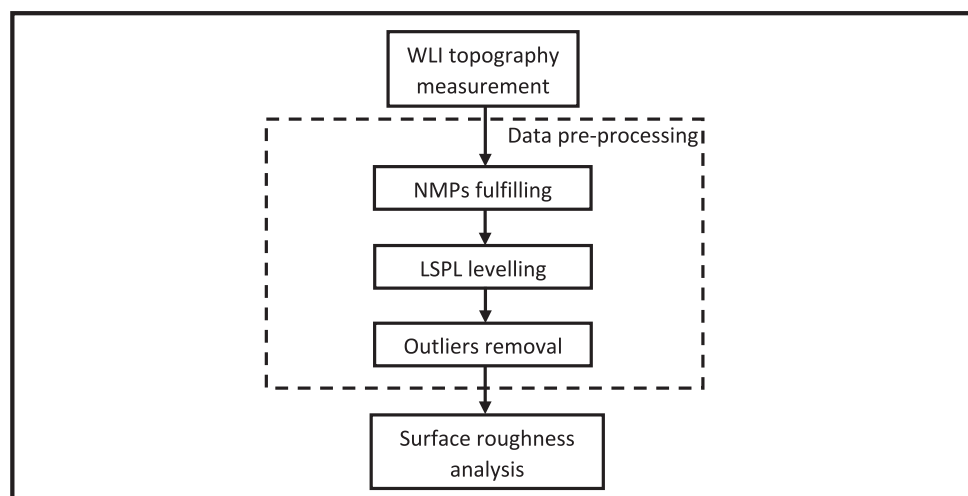 WLI topography
measurement
Data pre-processing
NMPs fulfilling
LSPL levelling
Outliers removal
Surface roughness
analysis